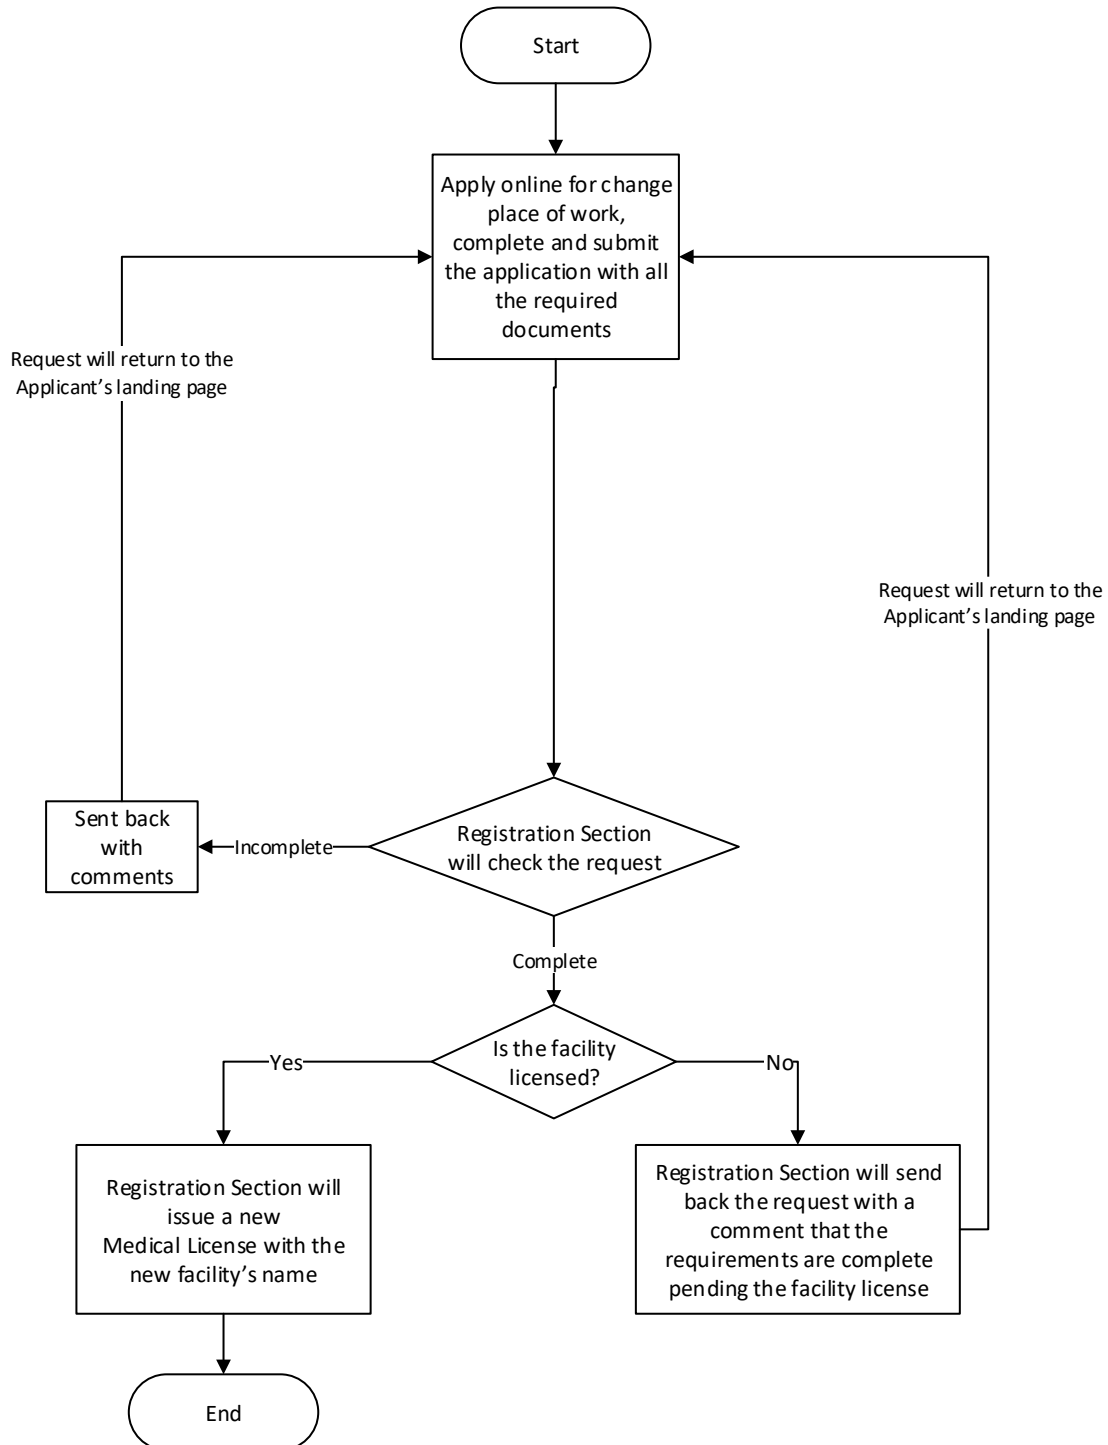 Start
Apply online for change
place of work,
complete and submit
the application with all
the required
documents
Request will return to the
Applicant's landing page
Request will return to the
Applicant's landing page
Sent back
with
comments
Incomplete
Registration Section
will check the request
Complete
Is the facility
licensed?
Yes
No
Registration Section will
issue a new
Medical License with the
new facility's name
Registration Section will send
back the request with a
comment that the
requirements are complete
pending the facility license
End